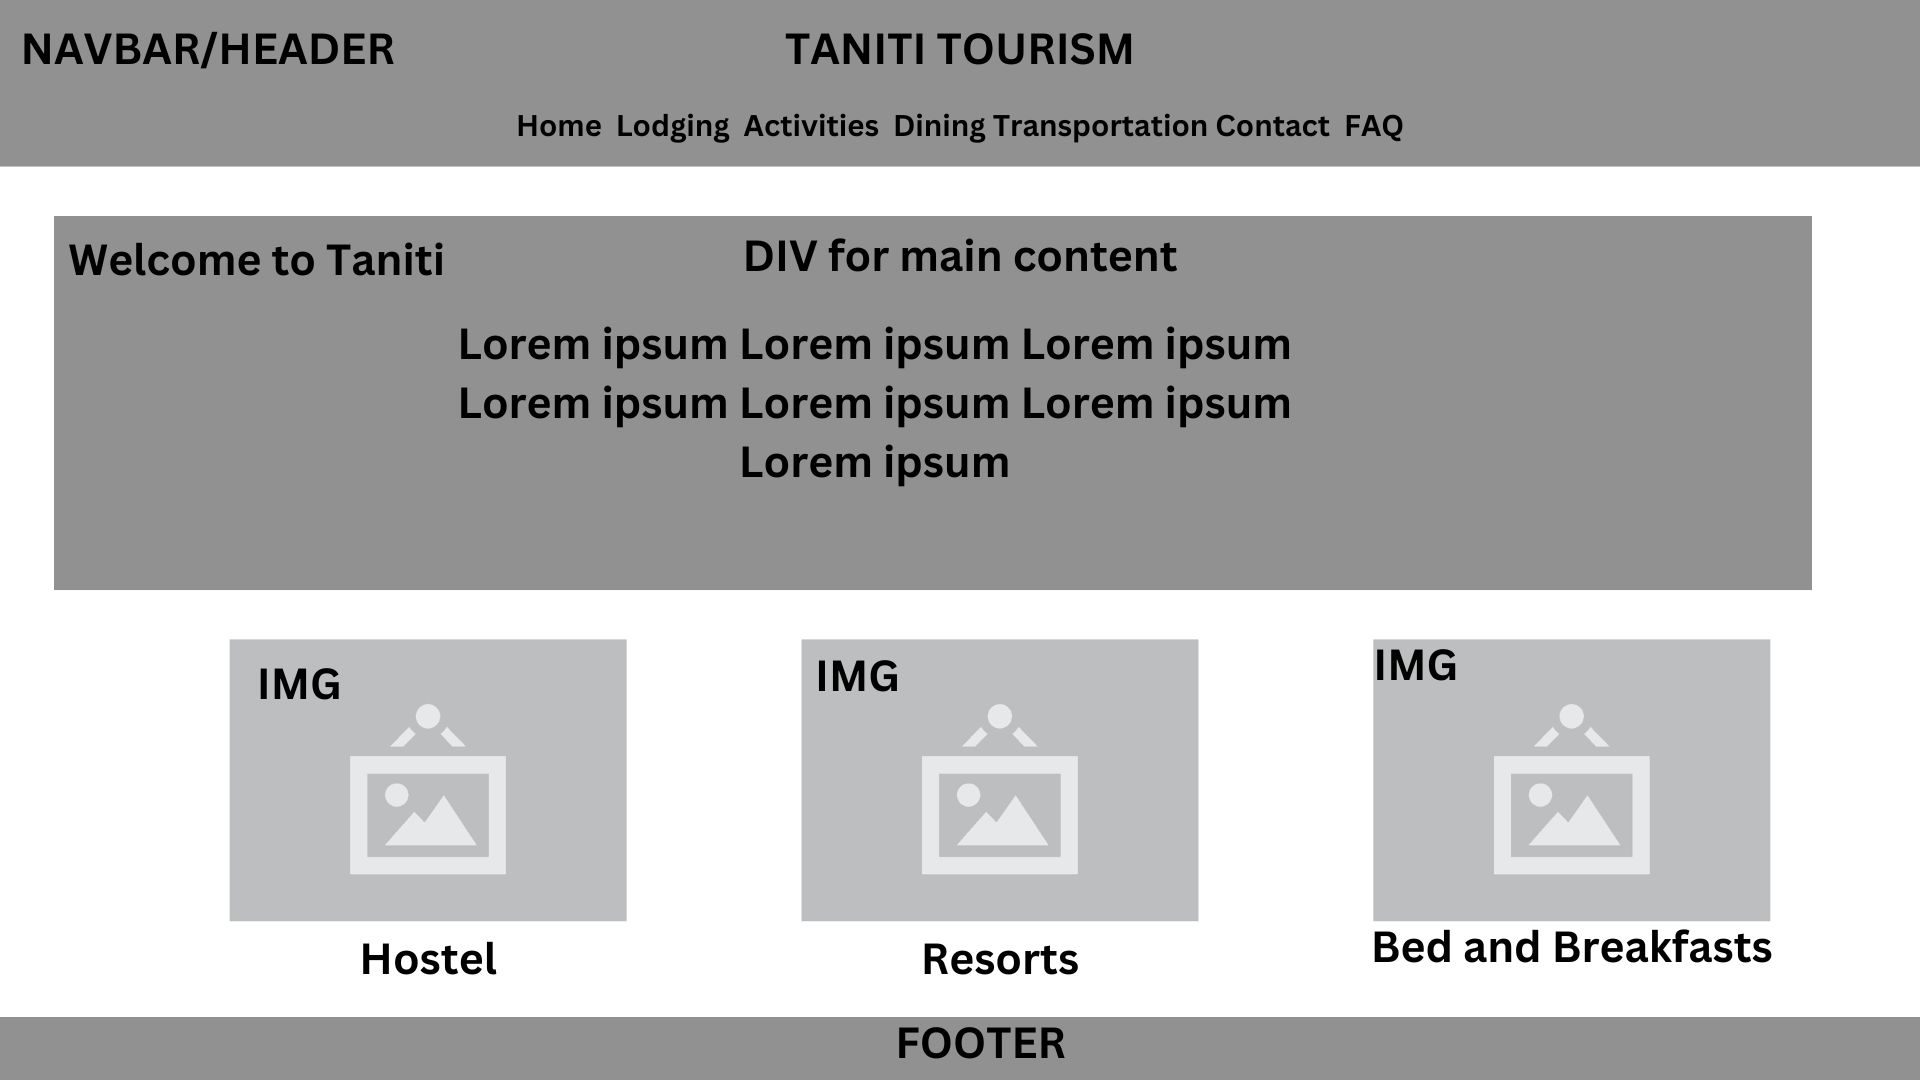 NAVBAR/HEADER
TANITI TOURISM
Home Lodging Activities Dining Transportation Contact FAQ
Welcome to Taniti
DIV for main content
Lorem ipsum Lorem ipsum Lorem ipsum
Lorem ipsum Lorem ipsum Lorem ipsum
Lorem ipsum
IMG
IMG
IMG
Hostel
Resorts
Bed and Breakfasts
FOOTER